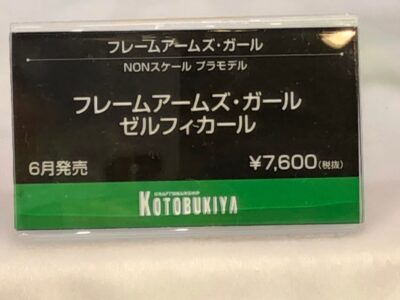 フレームアームズ・ガール
NONスケール プラモデル
フレームアームズ・ガール
ゼルフィカール
6月発売 ¥7,600(税抜)
CRAFTSMANSHIP
KOTOBUKIYA